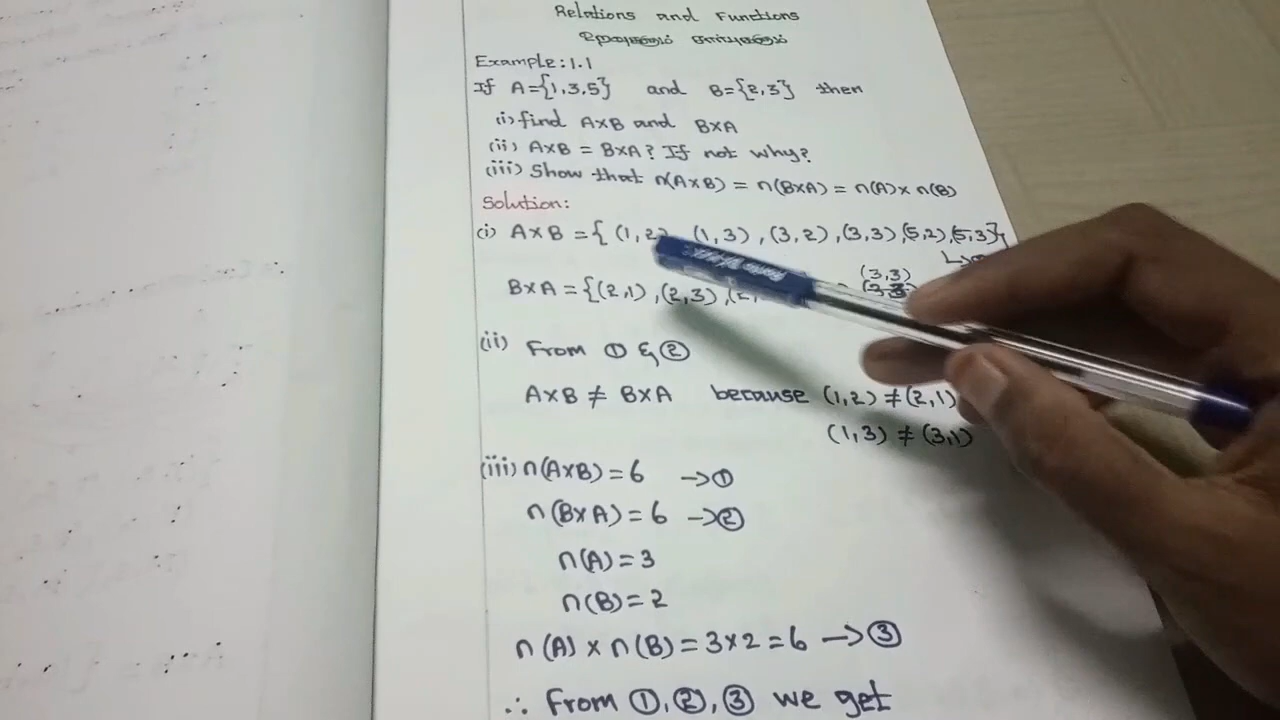 Relations and Functions
உறவுகளும் சார்புகளும்
Example:1.1
If A={1,3,5} and B={2,3} then
(i) find A×B and B×A
(ii) A×B = B×A? If not why?
(iii) Show that n(A×B) = n(B×A) = n(A)× n(B)
Solution:
(i) A×B = { (1,2) , (1,3) , (3,2) , (3,3) , (5,2) , (5,3) }
B×A = {(2,1) , (2,3) , (3,3)
(ii) From ① & ②
A×B ≠ B×A because (1,2) ≠ (2,1)
(1,3) ≠ (3,1)
(iii) n(A×B) = 6 → ①
n(B×A) = 6 → ②
n(A) = 3
n(B) = 2
n(A) × n(B) = 3×2 = 6 → ③
∴ From ①, ②, ③ we get